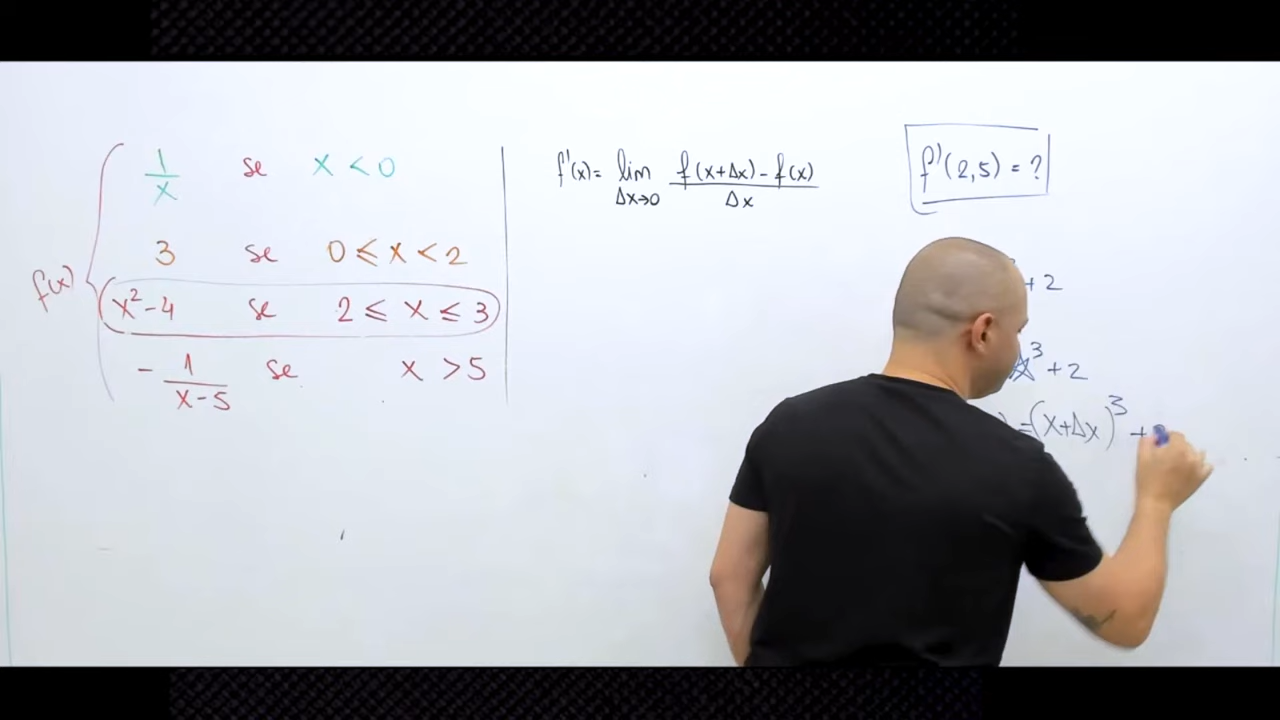 1/x se x < 0
3 se 0 ≤ x < 2
f(x) { x² - 4 se 2 ≤ x ≤ 3
- 1/(x-5) se x > 5
f'(x) = lim Δx→0 f(x+Δx) - f(x) / Δx
f'(2,5) = ?
+ 2
x³ + 2
) = (x+Δx)³ +